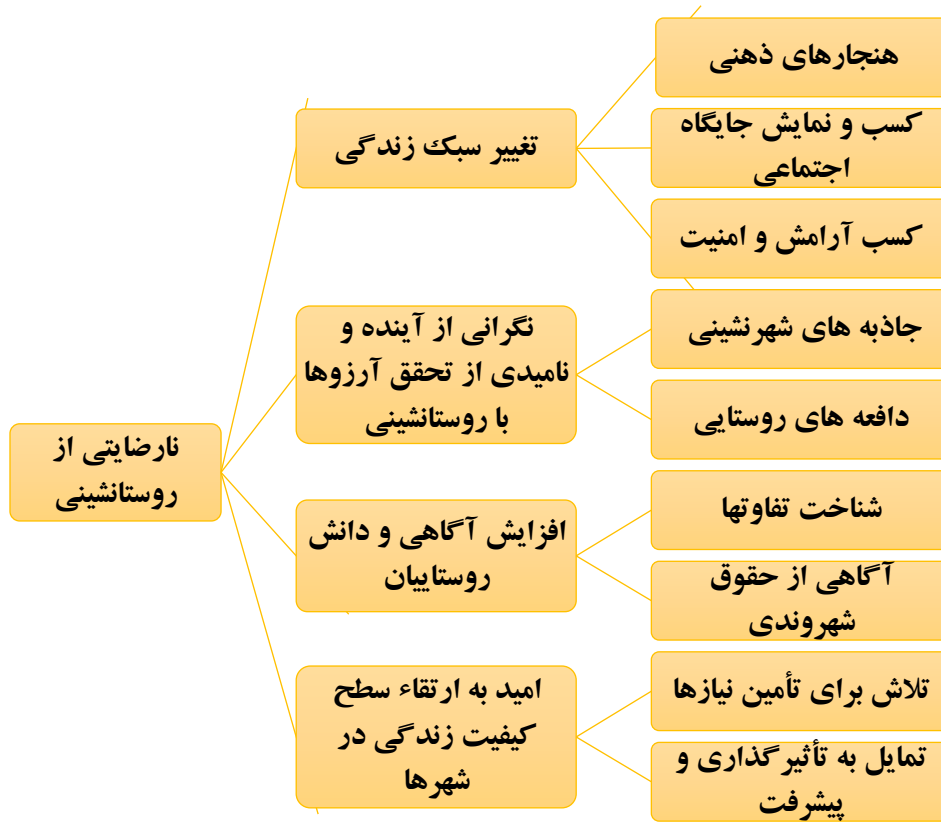 هنجارهای ذهنی
کسب و نمایش جایگاه
اجتماعی
کسب آرامش و امنیت
تغییر سبک زندگی
جاذبه های شهرنشینی
دافعه های روستایی
نگرانی از آینده و
نامیدی از تحقق آرزوها
با روستانشینی
شناخت تفاوتها
آگاهی از حقوق
شهروندی
افزایش آگاهی و دانش
روستاییان
تلاش برای تأمین نیازها
تمایل به تأثیرگذاری و
پیشرفت
امید به ارتقاء سطح
کیفیت زندگی در
شهرها
نارضایتی از
روستانشینی